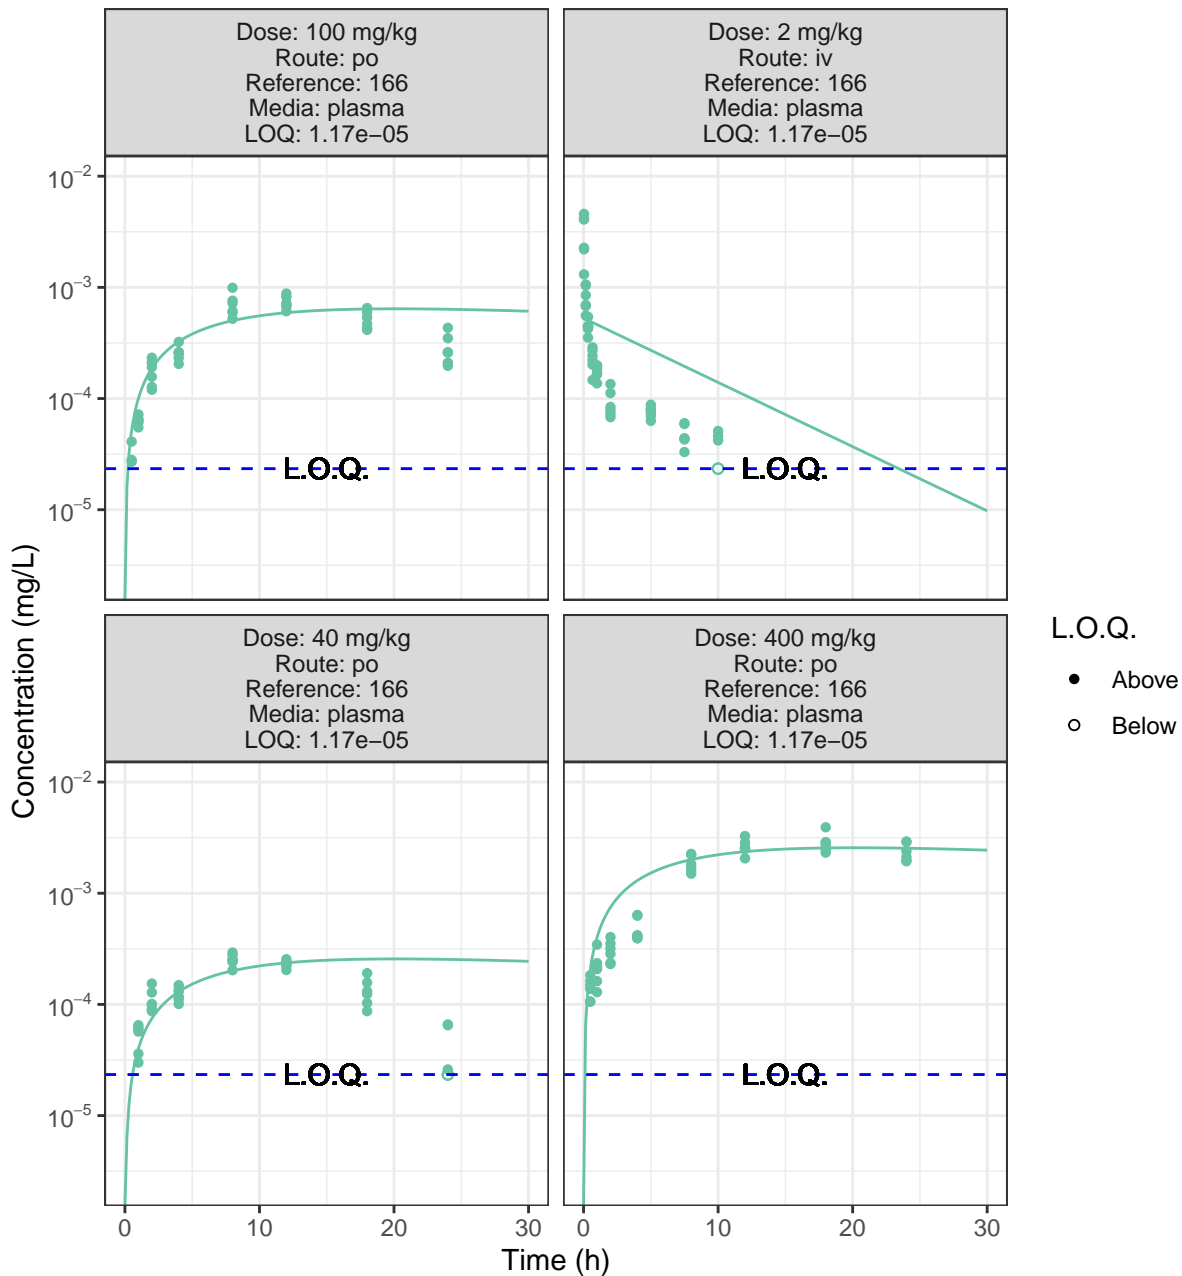 Dose: 100 mg/kg
Route: po
Reference: 166
Media: plasma
LOQ: 1.17e−05
Dose: 2 mg/kg
Route: iv
Reference: 166
Media: plasma
LOQ: 1.17e−05
10−2
10−3
10−4
10−5
L.O.Q.
L.O.Q.
Dose: 40 mg/kg
Route: po
Reference: 166
Media: plasma
LOQ: 1.17e−05
Dose: 400 mg/kg
Route: po
Reference: 166
Media: plasma
LOQ: 1.17e−05
10−2
10−3
10−4
10−5
L.O.Q.
L.O.Q.
0 10 20 30
0 10 20 30
Time (h)
Concentration (mg/L)
L.O.Q.
Above
Below